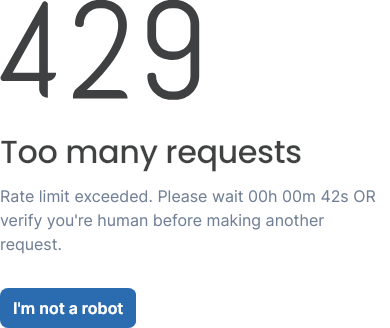 429
Too many requests
Rate limit exceeded. Please wait 00h 00m 42s OR
verify you're human before making another
request.
I'm not a robot